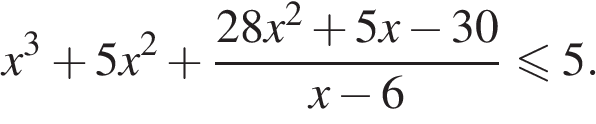 x³ + 5x² + (28x² + 5x − 30)/(x − 6) ⩽ 5.